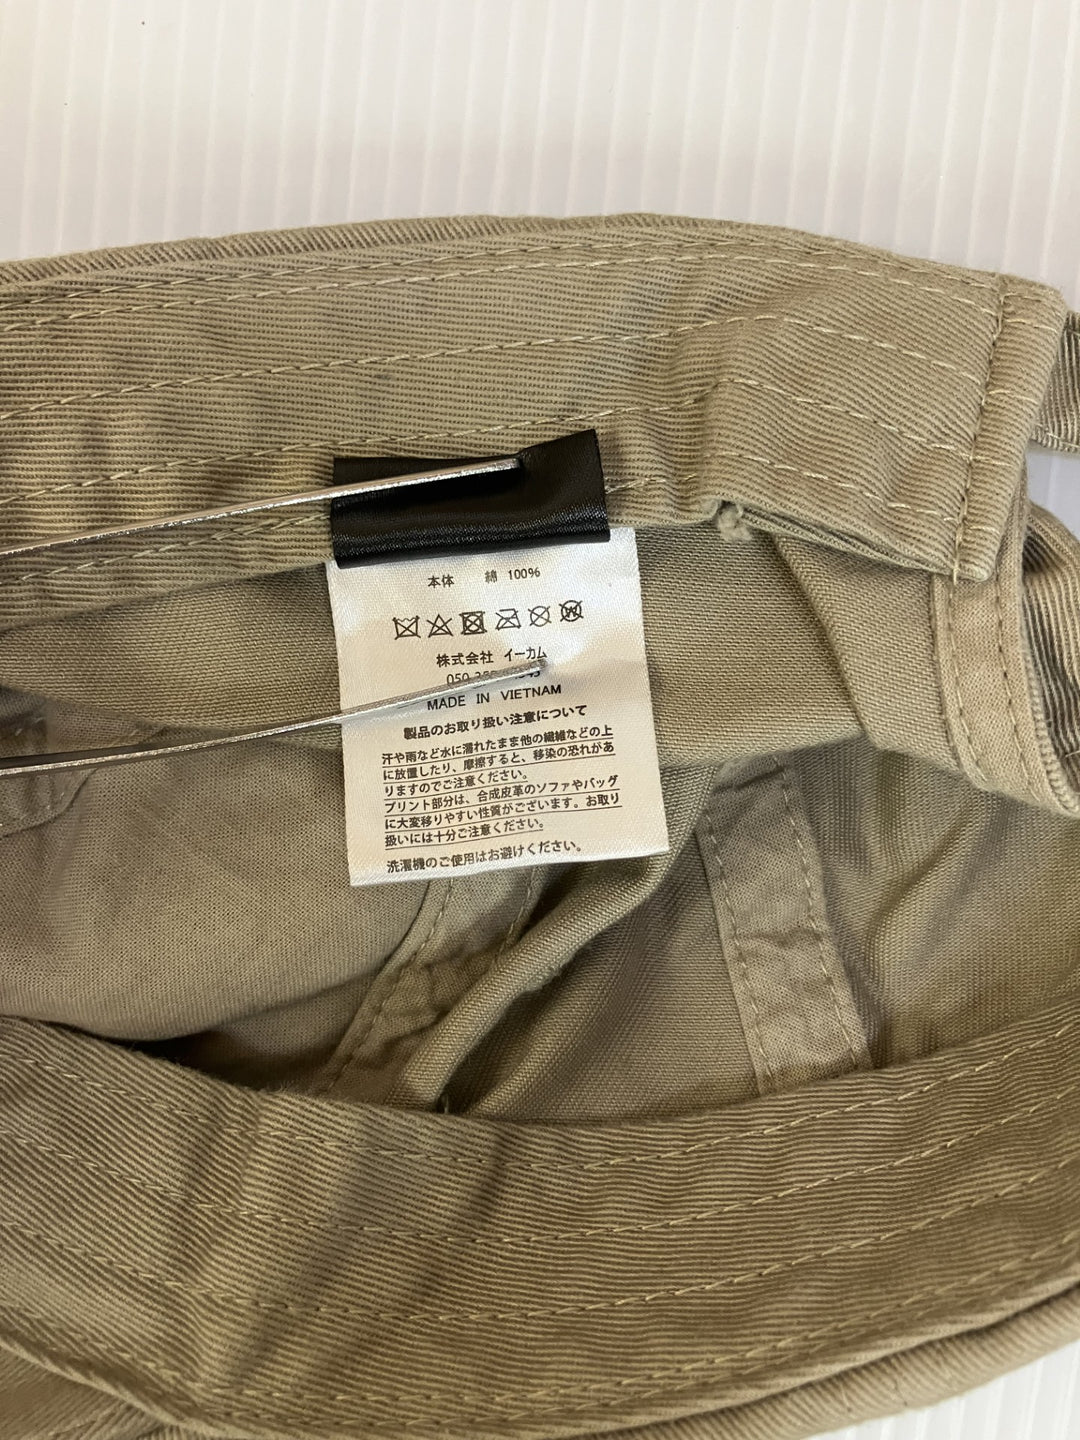 本体 綿 100%
株式会社 イーカム
MADE IN VIETNAM
製品のお取り扱い注意について
汗や雨など水に濡れたまま他の繊維などの上
に放置したり、摩擦すると、移染の恐れがあ
りますのでご注意ください。
プリント部分は、合成皮革のソファやバッグ
に大変移りやすい性質がございます。お取り
扱いには十分ご注意ください。
洗濯機のご使用はお避けください。